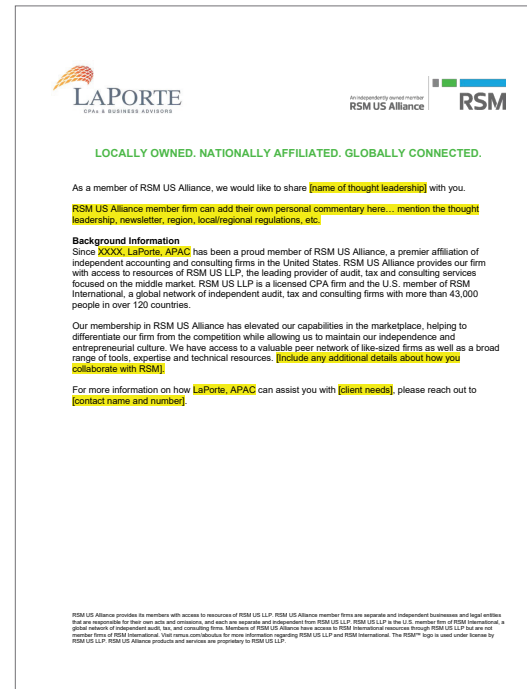 LAPORTE
CPAs & BUSINESS ADVISORS
An independently owned member
RSM US Alliance
RSM
LOCALLY OWNED. NATIONALLY AFFILIATED. GLOBALLY CONNECTED.
As a member of RSM US Alliance, we would like to share [name of thought leadership] with you.
RSM US Alliance member firm can add their own personal commentary here… mention the thought
leadership, newsletter, region, local/regional regulations, etc.
Background Information
Since XXXX, LaPorte, APAC has been a proud member of RSM US Alliance, a premier affiliation of
independent accounting and consulting firms in the United States. RSM US Alliance provides our firm
with access to resources of RSM US LLP, the leading provider of audit, tax and consulting services
focused on the middle market. RSM US LLP is a licensed CPA firm and the U.S. member of RSM
International, a global network of independent audit, tax and consulting firms with more than 43,000
people in over 120 countries.
Our membership in RSM US Alliance has elevated our capabilities in the marketplace, helping to
differentiate our firm from the competition while allowing us to maintain our independence and
entrepreneurial culture. We have access to a valuable peer network of like-sized firms as well as a broad
range of tools, expertise and technical resources. [Include any additional details about how you
collaborate with RSM].
For more information on how LaPorte, APAC can assist you with [client needs], please reach out to
[contact name and number].
RSM US Alliance provides its members with access to resources of RSM US LLP. RSM US Alliance member firms are separate and independent businesses and legal entities
that are responsible for their own acts and omissions, and each are separate and independent from RSM US LLP. RSM US LLP is the U.S. member firm of RSM International, a
global network of independent audit, tax, and consulting firms. Members of RSM US Alliance have access to RSM International resources through RSM US LLP but are not
member firms of RSM International. Visit rsmus.com/aboutus for more information regarding RSM US LLP and RSM International. The RSM™ logo is used under license by
RSM US LLP. RSM US Alliance products and services are proprietary to RSM US LLP.